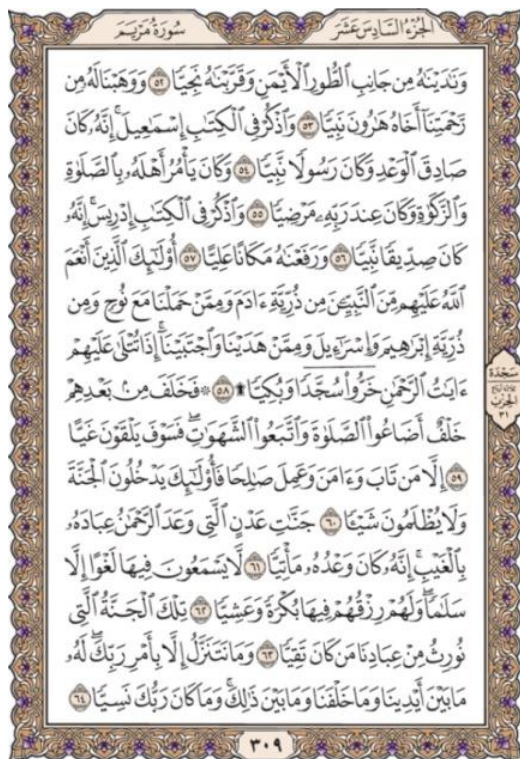 الجُزْءُ السَّادِسَ عَشَرَ
سُورَةُ مَرْيَمَ
وَنَٰدَيْنَٰهُ مِن جَانِبِ ٱلطُّورِ ٱلْأَيْمَنِ وَقَرَّبْنَٰهُ نَجِيًّا ٥٢ وَوَهَبْنَا لَهُۥ مِن
رَّحْمَتِنَآ أَخَاهُ هَٰرُونَ نَبِيًّا ٥٣ وَٱذْكُرْ فِى ٱلْكِتَٰبِ إِسْمَٰعِيلَ ۚ إِنَّهُۥ كَانَ
صَادِقَ ٱلْوَعْدِ وَكَانَ رَسُولًا نَّبِيًّا ٥٤ وَكَانَ يَأْمُرُ أَهْلَهُۥ بِٱلصَّلَوٰةِ
وَٱلزَّكَوٰةِ وَكَانَ عِندَ رَبِّهِۦ مَرْضِيًّا ٥٥ وَٱذْكُرْ فِى ٱلْكِتَٰبِ إِدْرِيسَ ۚ إِنَّهُۥ
كَانَ صِدِّيقًا نَّبِيًّا ٥٦ وَرَفَعْنَٰهُ مَكَانًا عَلِيًّا ٥٧ أُو۟لَٰٓئِكَ ٱلَّذِينَ أَنْعَمَ
ٱللَّهُ عَلَيْهِم مِّنَ ٱلنَّبِيِّۦنَ مِن ذُرِّيَّةِ ءَادَمَ وَمِمَّنْ حَمَلْنَا مَعَ نُوحٍ وَمِن
ذُرِّيَّةِ إِبْرَٰهِيمَ وَإِسْرَٰٓءِيلَ وَمِمَّنْ هَدَيْنَا وَٱجْتَبَيْنَآ ۚ إِذَا تُتْلَىٰ عَلَيْهِمْ
ءَايَٰتُ ٱلرَّحْمَٰنِ خَرُّوا۟ سُجَّدًا وَبُكِيًّا ۩ ٥٨ ۞ فَخَلَفَ مِنۢ بَعْدِهِمْ
خَلْفٌ أَضَاعُوا۟ ٱلصَّلَوٰةَ وَٱتَّبَعُوا۟ ٱلشَّهَوَٰتِ ۖ فَسَوْفَ يَلْقَوْنَ غَيًّا
٥٩ إِلَّا مَن تَابَ وَءَامَنَ وَعَمِلَ صَٰلِحًا فَأُو۟لَٰٓئِكَ يَدْخُلُونَ ٱلْجَنَّةَ
وَلَا يُظْلَمُونَ شَيْـًٔا ٦٠ جَنَّٰتِ عَدْنٍ ٱلَّتِى وَعَدَ ٱلرَّحْمَٰنُ عِبَادَهُۥ
بِٱلْغَيْبِ ۚ إِنَّهُۥ كَانَ وَعْدُهُۥ مَأْتِيًّا ٦١ لَّا يَسْمَعُونَ فِيهَا لَغْوًا إِلَّا
سَلَٰمًا ۖ وَلَهُمْ رِزْقُهُمْ فِيهَا بُكْرَةً وَعَشِيًّا ٦٢ تِلْكَ ٱلْجَنَّةُ ٱلَّتِى
نُورِثُ مِنْ عِبَادِنَا مَن كَانَ تَقِيًّا ٦٣ وَمَا نَتَنَزَّلُ إِلَّا بِأَمْرِ رَبِّكَ ۖ لَهُۥ
مَا بَيْنَ أَيْدِينَا وَمَا خَلْفَنَا وَمَا بَيْنَ ذَٰلِكَ ۚ وَمَا كَانَ رَبُّكَ نَسِيًّا ٦٤
سَجْدَة
الحِزْبُ
٣١
٣٠٩